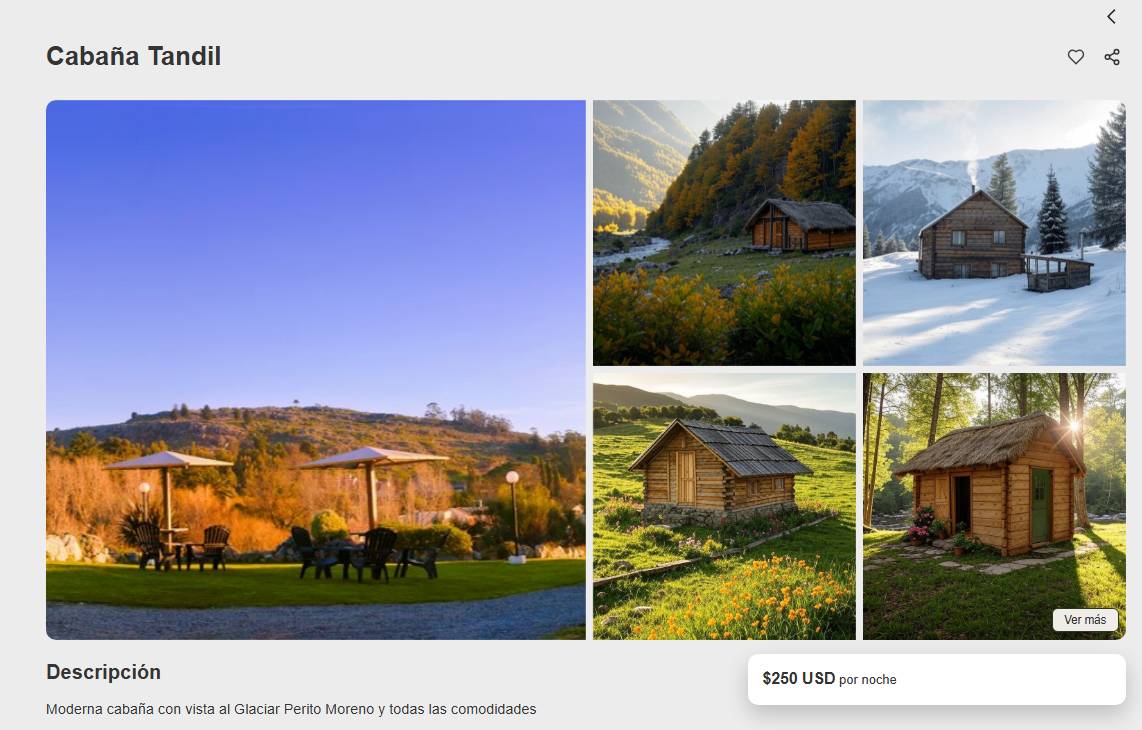 Cabaña Tandil
Ver más
Descripción
$250 USD por noche
Moderna cabaña con vista al Glaciar Perito Moreno y todas las comodidades